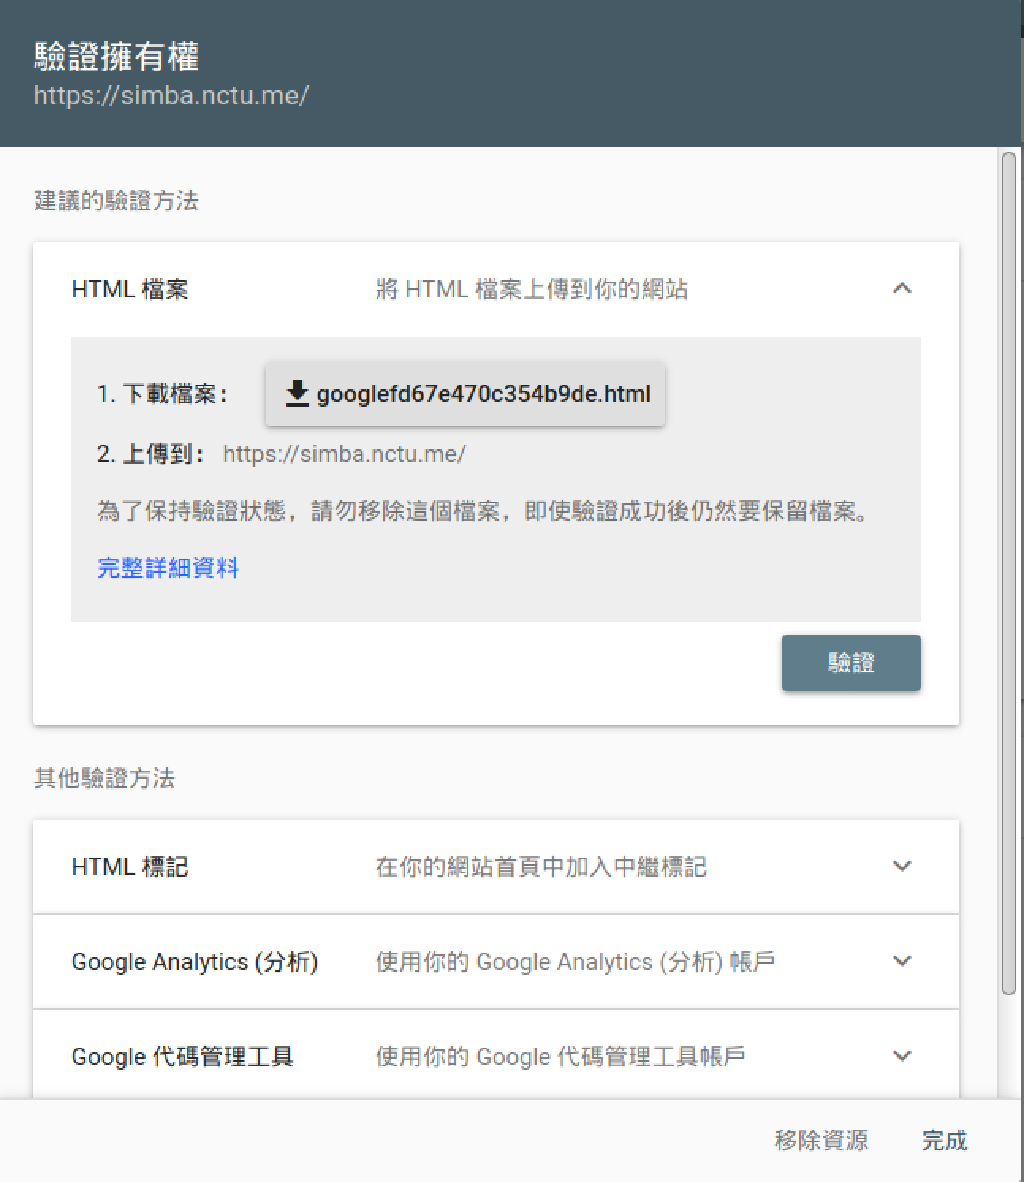 驗證擁有權
https://simba.nctu.me/
建議的驗證方法
HTML 檔案 將 HTML 檔案上傳到你的網站
1. 下載檔案： googlefd67e470c354b9de.html
2. 上傳到： https://simba.nctu.me/
為了保持驗證狀態，請勿移除這個檔案，即使驗證成功後仍然要保留檔案。
完整詳細資料
驗證
其他驗證方法
HTML 標記 在你的網站首頁中加入中繼標記
Google Analytics (分析) 使用你的 Google Analytics (分析) 帳戶
Google 代碼管理工具 使用你的 Google 代碼管理工具帳戶
移除資源 完成